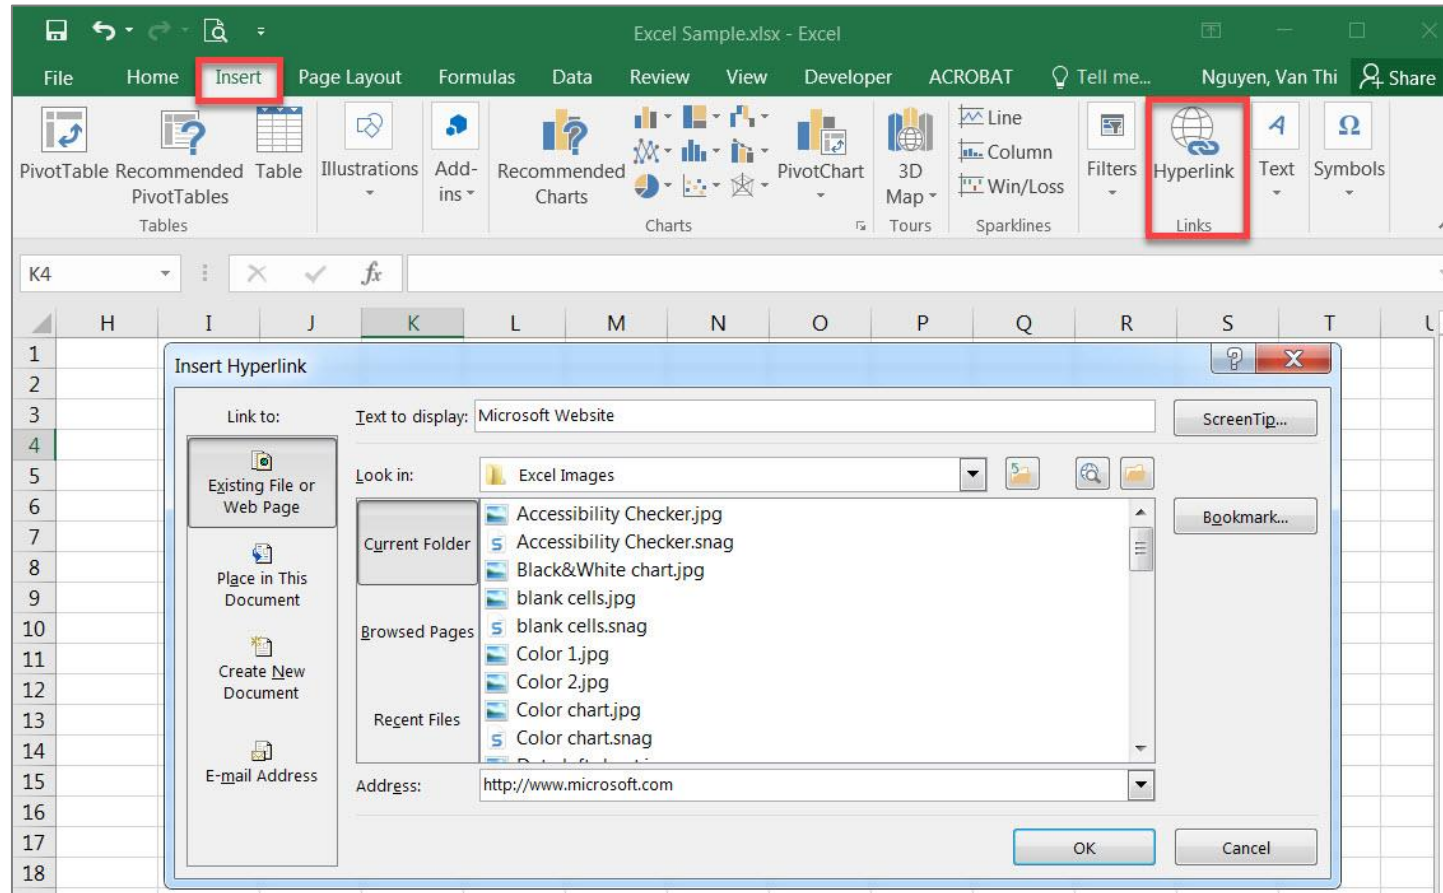 Excel Sample.xlsx - Excel
File Home Insert Page Layout Formulas Data Review View Developer ACROBAT Tell me... Nguyen, Van Thi Share
PivotTable Recommended PivotTables Table
Tables
Illustrations
Add-ins
Recommended Charts
PivotChart
Charts
3D Map
Tours
Line
Column
Win/Loss
Sparklines
Filters
Hyperlink
Links
Text
Ω
Symbols
K4
fx
H I J K L M N O P Q R S T
1
2
3
4
5
6
7
8
9
10
11
12
13
14
15
16
17
18
Insert Hyperlink
?
X
Link to:
Existing File or
Web Page
Place in This
Document
Create New
Document
E-mail Address
Text to display: Microsoft Website
ScreenTip...
Look in: Excel Images
Bookmark...
Current Folder
Browsed Pages
Recent Files
Accessibility Checker.jpg
Accessibility Checker.snag
Black&White chart.jpg
blank cells.jpg
blank cells.snag
Color 1.jpg
Color 2.jpg
Color chart.jpg
Color chart.snag
Address: http://www.microsoft.com
OK
Cancel